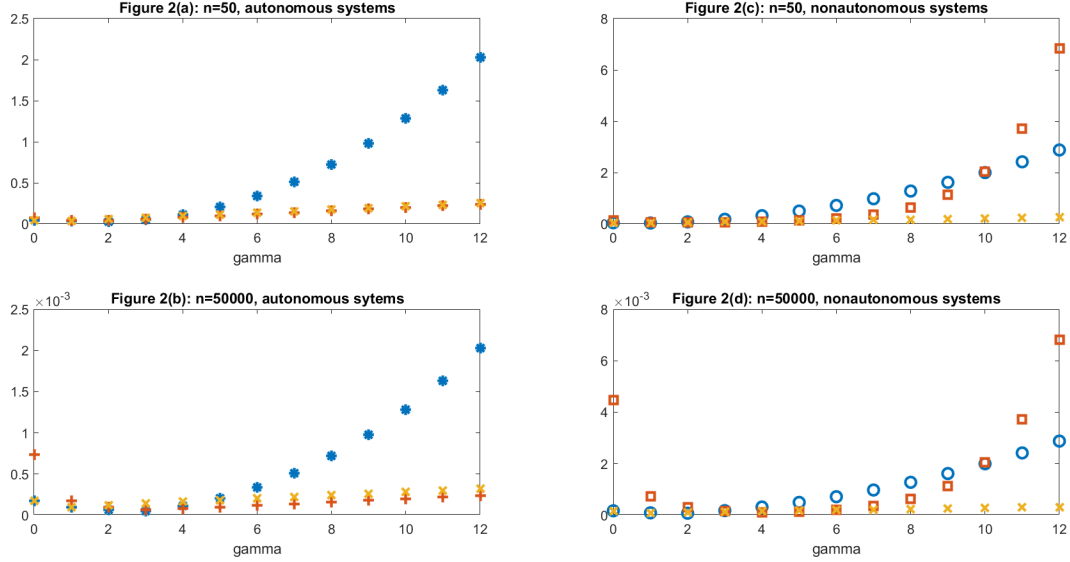 Figure 2(a): n=50, autonomous systems
2.5
2
1.5
1
0.5
0
0 2 4 6 8 10 12
gamma
Figure 2(c): n=50, nonautonomous systems
8
6
4
2
0
0 2 4 6 8 10 12
gamma
×10-3
Figure 2(b): n=50000, autonomous sytems
2.5
2
1.5
1
0.5
0
0 2 4 6 8 10 12
gamma
×10-3
Figure 2(d): n=50000, nonautonomous systems
8
6
4
2
0
0 2 4 6 8 10 12
gamma